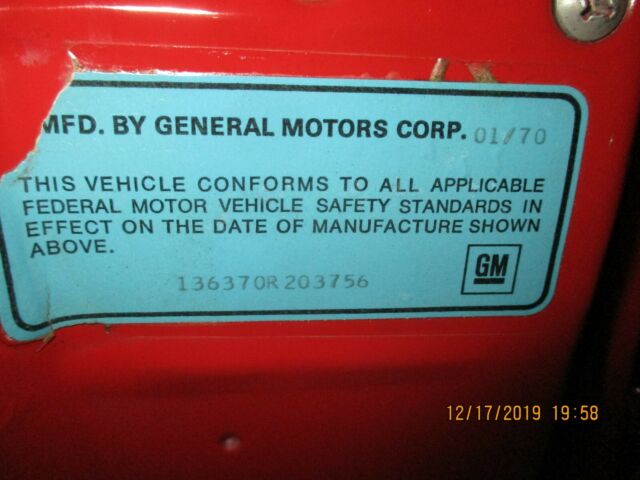 MFD. BY GENERAL MOTORS CORP. 01/70
THIS VEHICLE CONFORMS TO ALL APPLICABLE
FEDERAL MOTOR VEHICLE SAFETY STANDARDS IN
EFFECT ON THE DATE OF MANUFACTURE SHOWN
ABOVE.
136370R203756
GM
12/17/2019 19:58